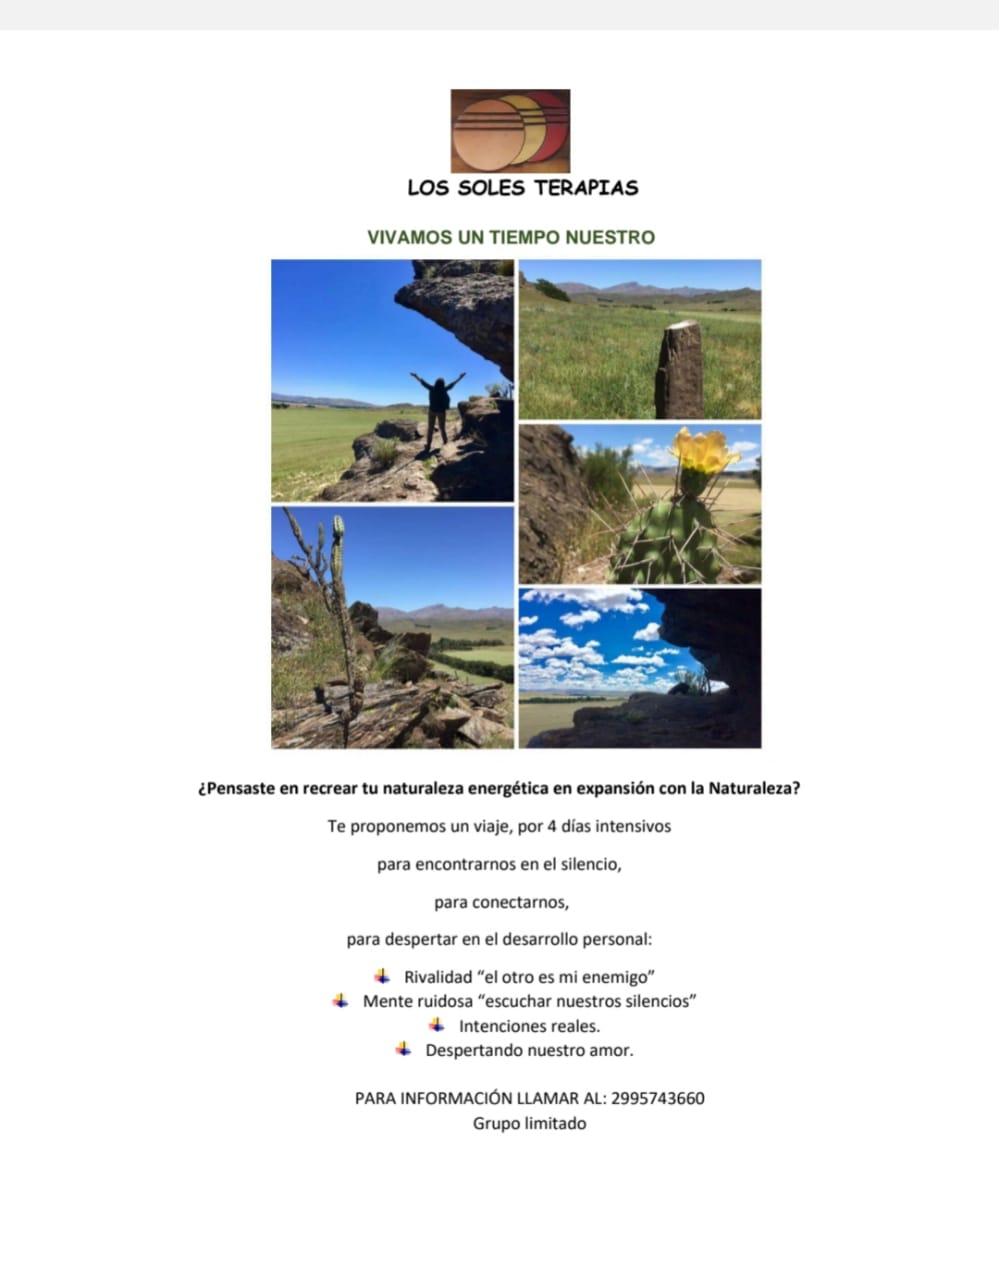 LOS SOLES TERAPIAS
VIVAMOS UN TIEMPO NUESTRO
¿Pensaste en recrear tu naturaleza energética en expansión con la Naturaleza?
Te proponemos un viaje, por 4 días intensivos
para encontrarnos en el silencio,
para conectarnos,
para despertar en el desarrollo personal:
Rivalidad “el otro es mi enemigo”
Mente ruidosa “escuchar nuestros silencios”
Intenciones reales.
Despertando nuestro amor.
PARA INFORMACIÓN LLAMAR AL: 2995743660
Grupo limitado